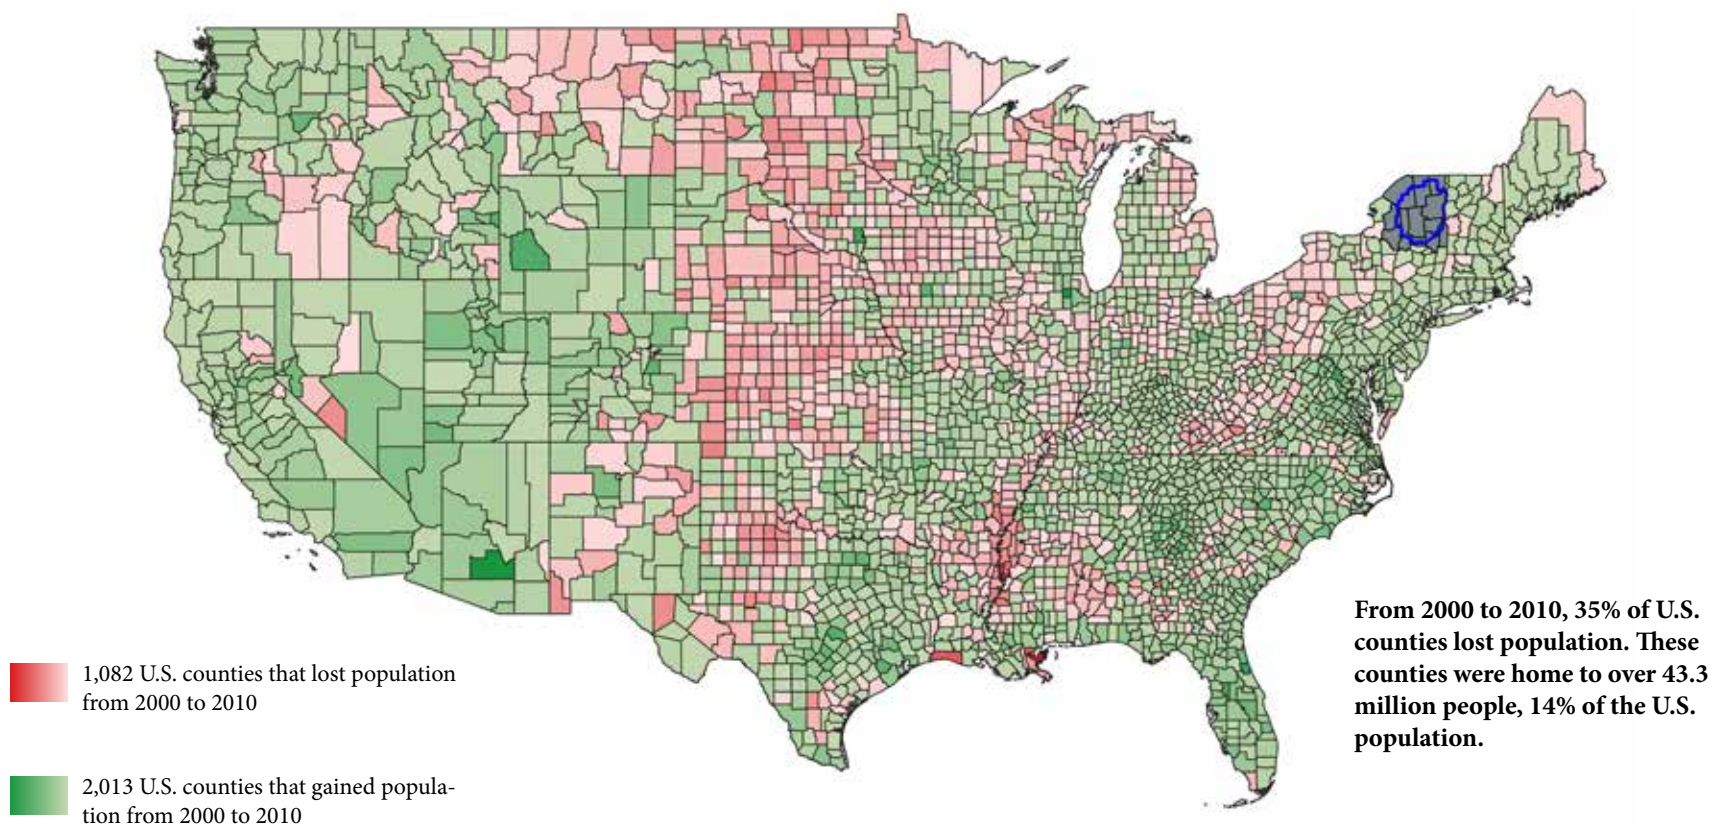 From 2000 to 2010, 35% of U.S.
counties lost population. These
counties were home to over 43.3
million people, 14% of the U.S.
population.
1,082 U.S. counties that lost population
from 2000 to 2010
2,013 U.S. counties that gained popula-
tion from 2000 to 2010